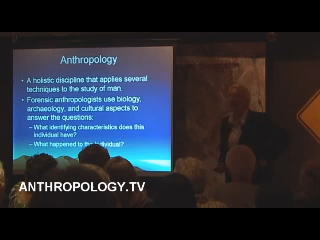 Anthropology
• A holistic discipline that applies several
techniques to the study of man.
• Forensic anthropologists use biology,
archaeology, and cultural aspects to
answer the questions:
– What identifying characteristics does this
individual have?
– What happened to the individual?
ANTHROPOLOGY.TV